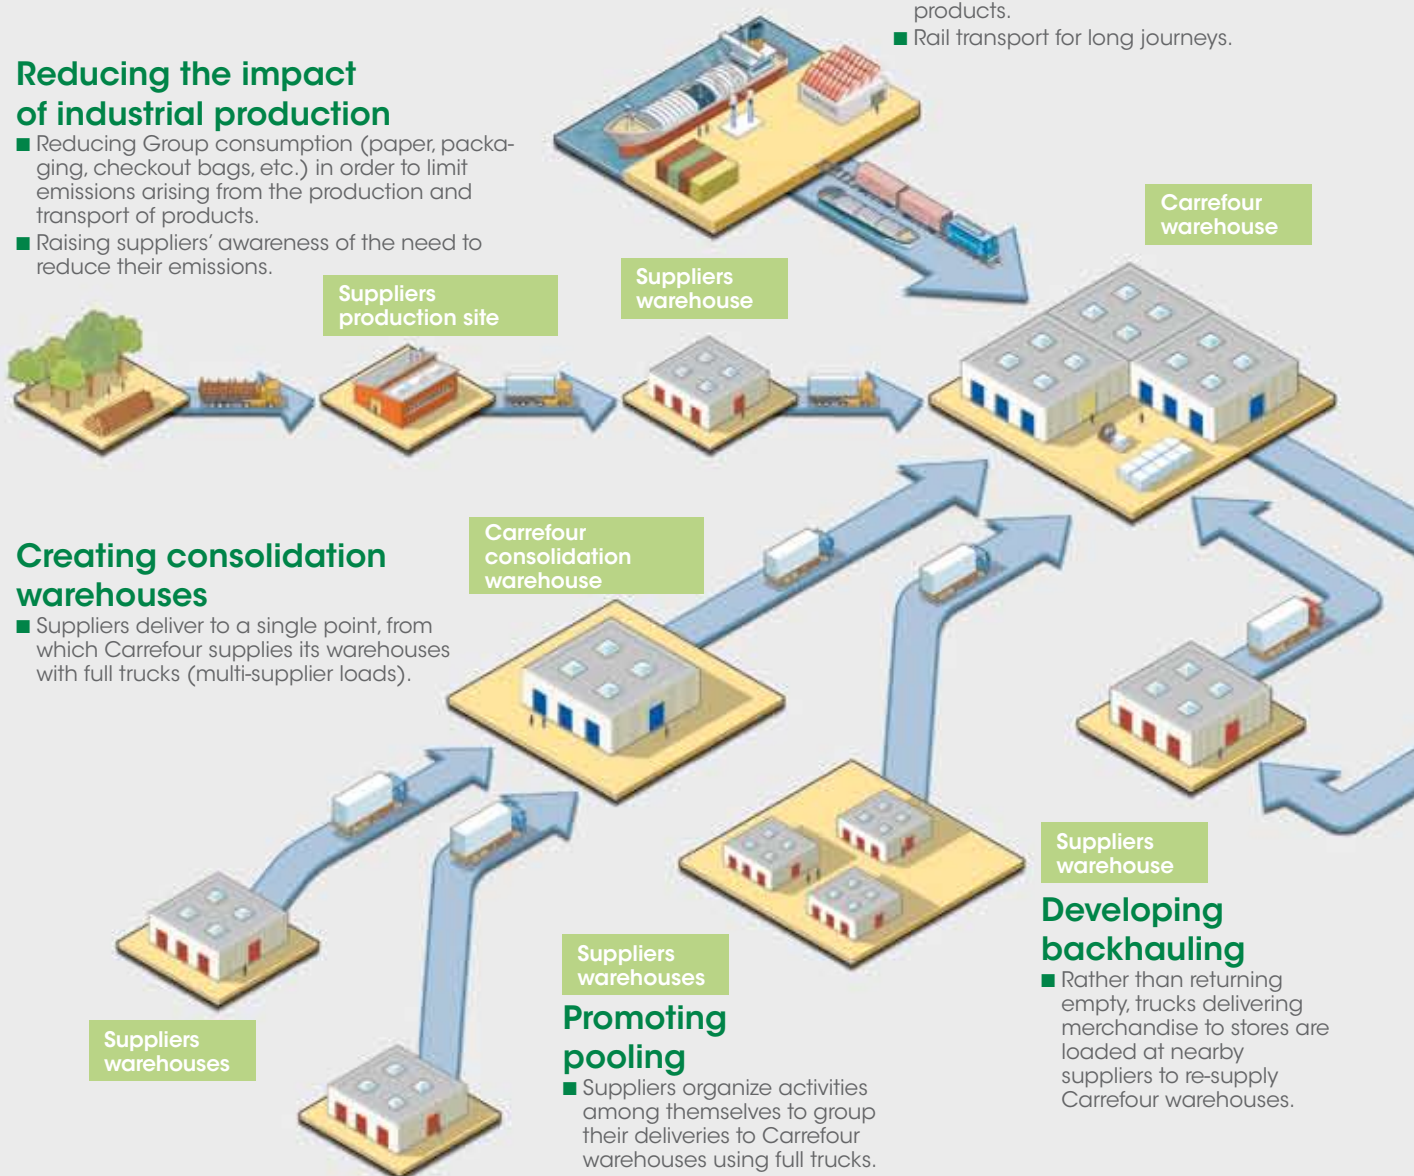 products.
■ Rail transport for long journeys.
Reducing the impact
of industrial production
■ Reducing Group consumption (paper, packa-
ging, checkout bags, etc.) in order to limit
emissions arising from the production and
transport of products.
■ Raising suppliers' awareness of the need to
reduce their emissions.
Carrefour
warehouse
Suppliers
warehouse
Suppliers
production site
Creating consolidation
warehouses
■ Suppliers deliver to a single point, from
which Carrefour supplies its warehouses
with full trucks (multi-supplier loads).
Carrefour
consolidation
warehouse
Suppliers
warehouses
Suppliers
warehouses
Promoting
pooling
■ Suppliers organize activities
among themselves to group
their deliveries to Carrefour
warehouses using full trucks.
Suppliers
warehouse
Developing
backhauling
■ Rather than returning
empty, trucks delivering
merchandise to stores are
loaded at nearby
suppliers to re-supply
Carrefour warehouses.